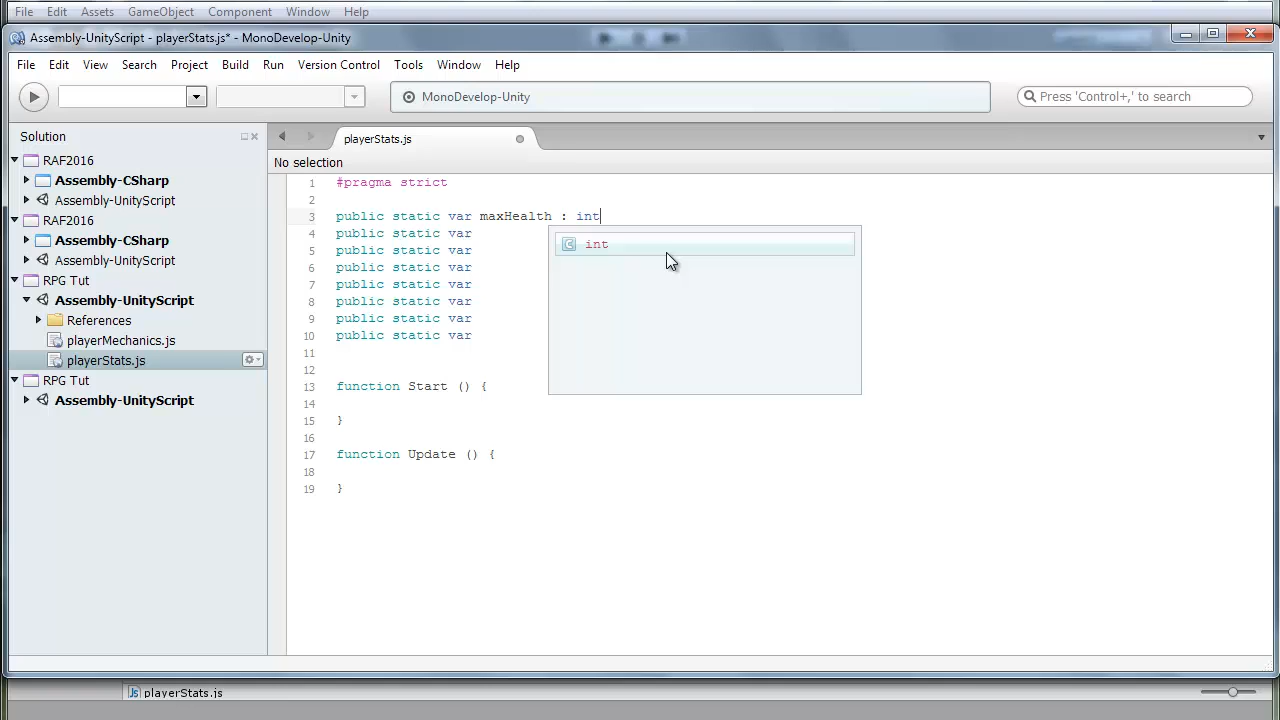 File Edit Assets GameObject Component Window Help
Assembly-UnityScript - playerStats.js* - MonoDevelop-Unity
File Edit View Search Project Build Run Version Control Tools Window Help
MonoDevelop-Unity
Press 'Control+,' to search
Solution
RAF2016
Assembly-CSharp
Assembly-UnityScript
RAF2016
Assembly-CSharp
Assembly-UnityScript
RPG Tut
Assembly-UnityScript
References
playerMechanics.js
playerStats.js
RPG Tut
Assembly-UnityScript
playerStats.js
No selection
1 #pragma strict
2
3 public static var maxHealth : int
4 public static var
5 public static var
6 public static var
7 public static var
8 public static var
9 public static var
10 public static var
11
12
13 function Start () {
14
15 }
16
17 function Update () {
18
19 }
int
playerStats.js